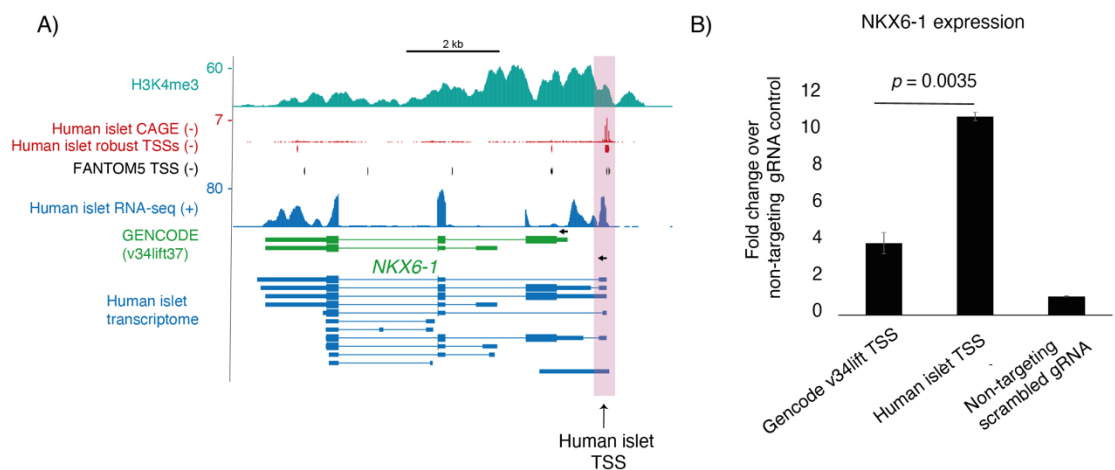 A)
2 kb
60 -
H3K4me3
7 -
Human islet CAGE (-)
Human islet robust TSSs (-)
FANTOM5 TSS (-)
80 -
Human islet RNA-seq (+)
GENCODE
(v34lift37)
NKX6-1
Human islet
transcriptome
Human islet
TSS
B)
NKX6-1 expression
p = 0.0035
Fold change over
non-targeting gRNA control
12
10
8
6
4
2
0
Gencode v34lift TSS
Human islet TSS
Non-targeting
scrambled gRNA